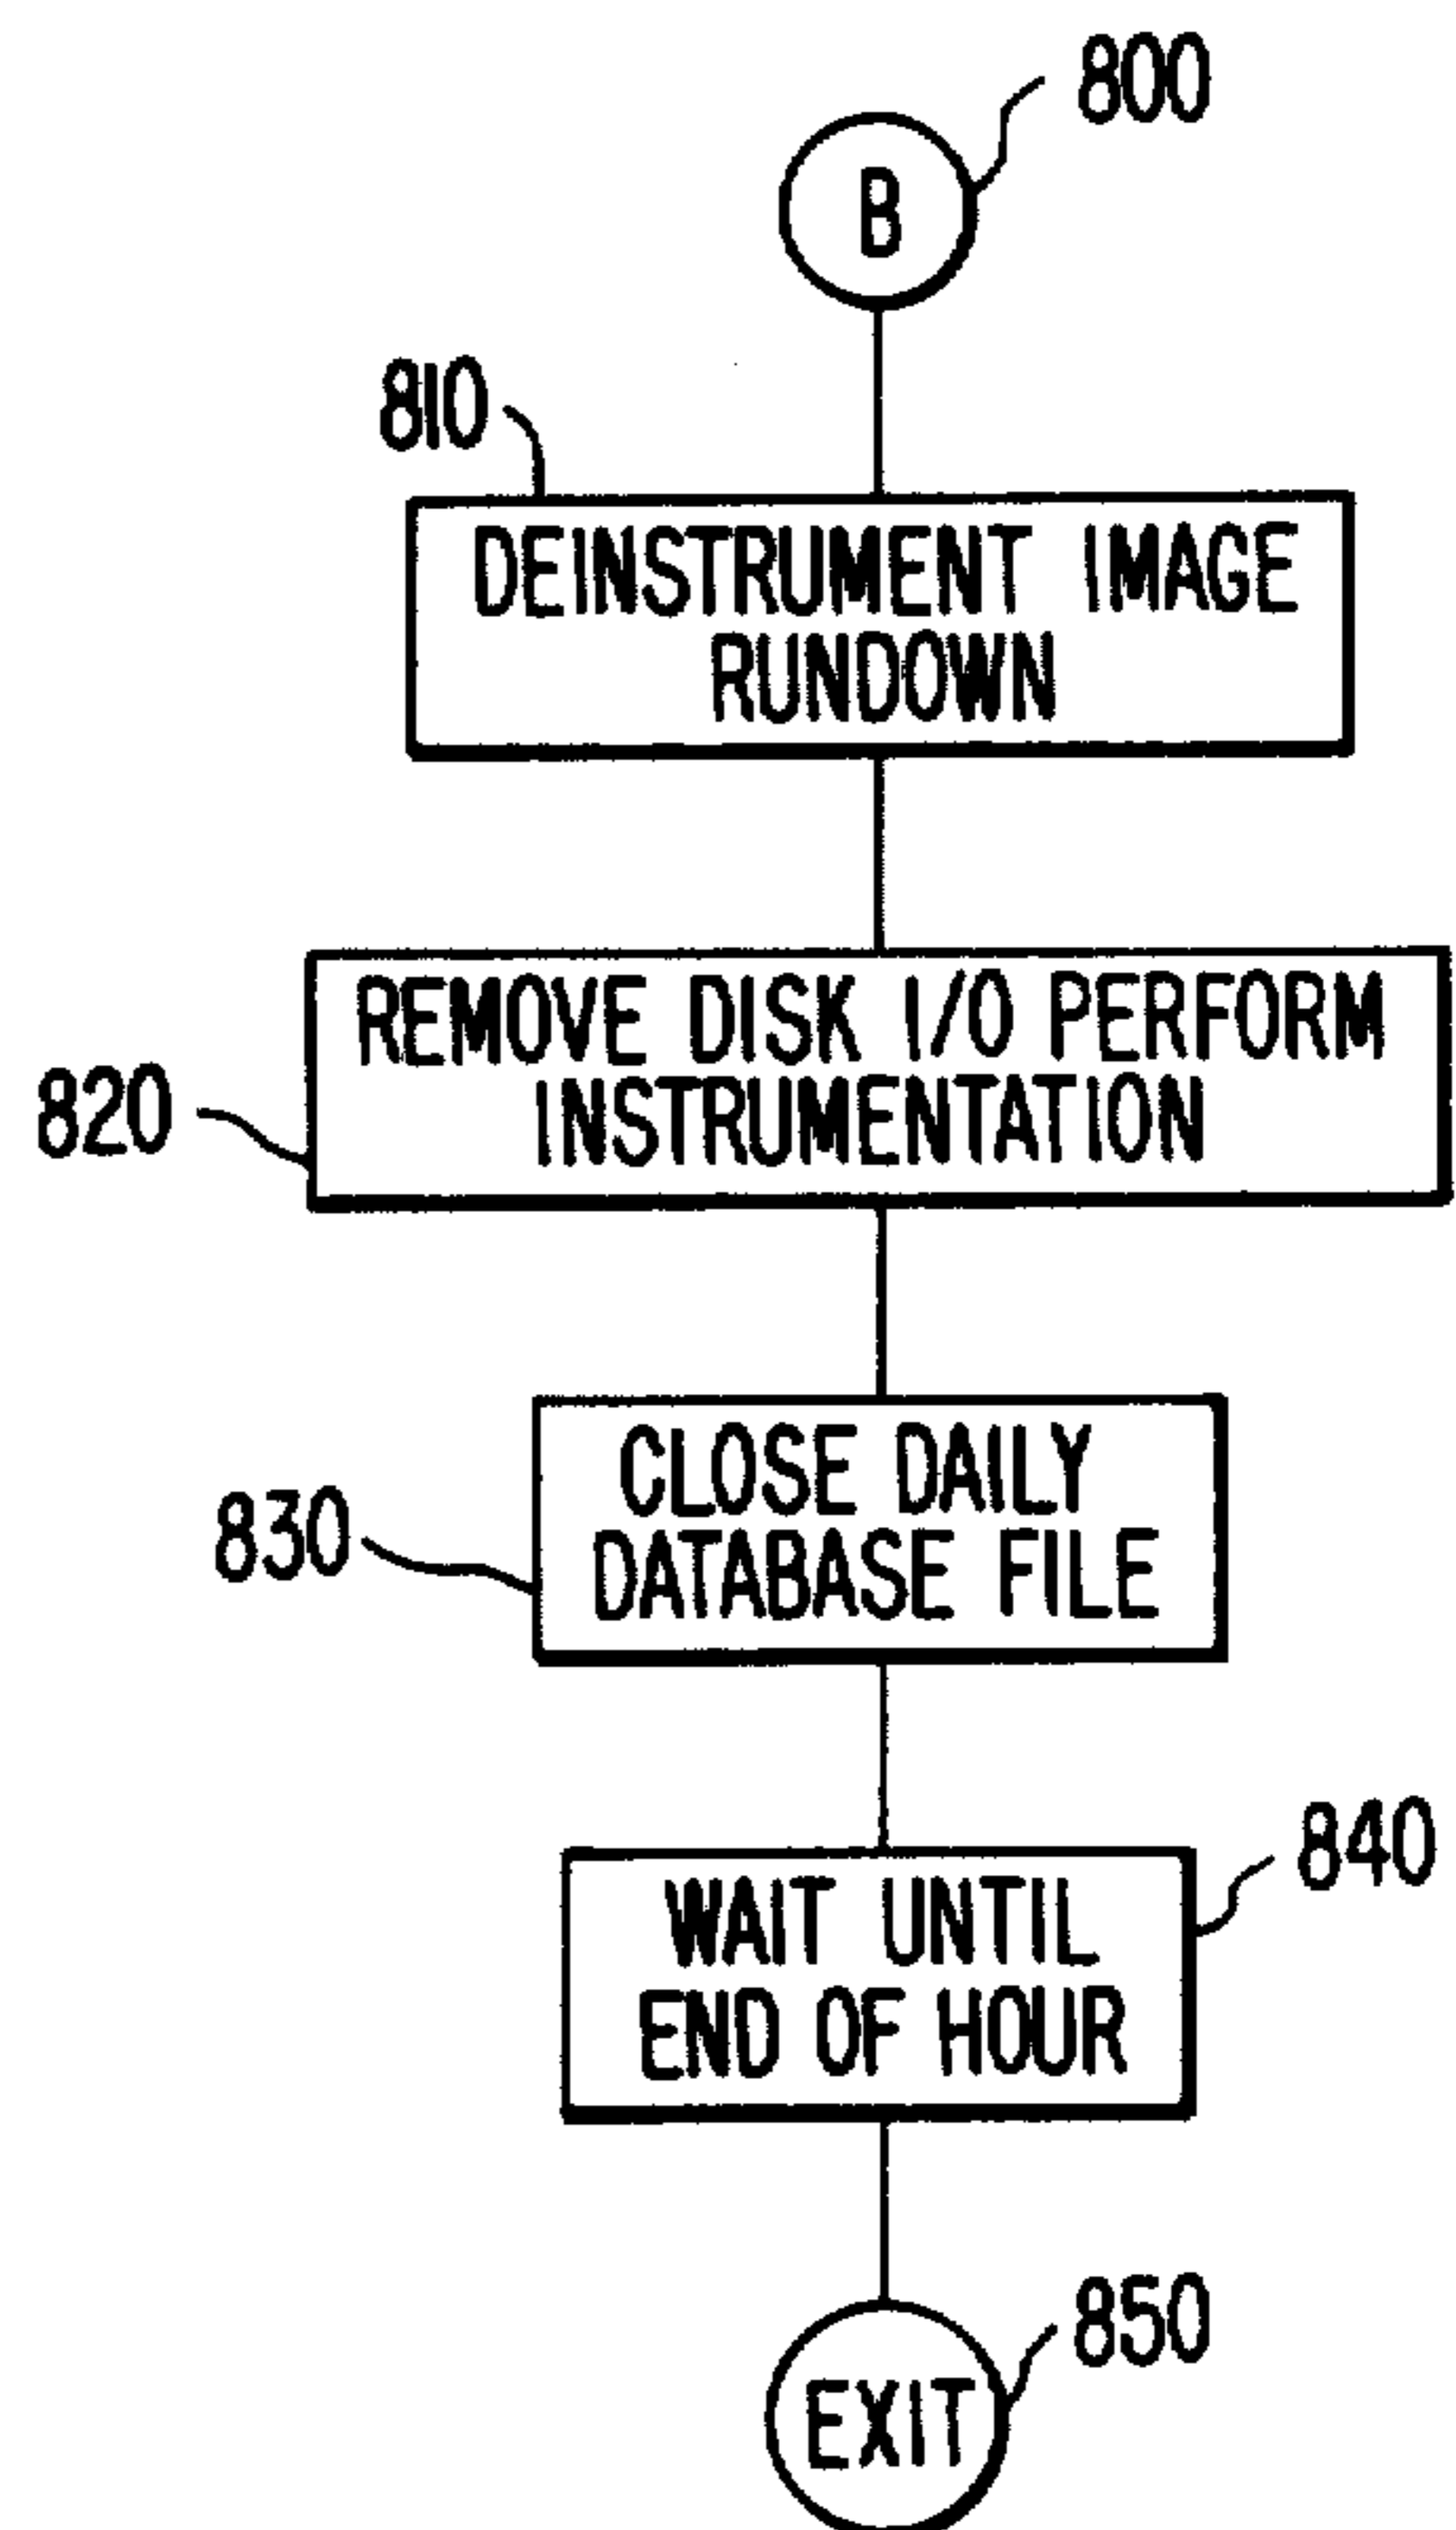 800
B
810
DEINSTRUMENT IMAGE
RUNDOWN
REMOVE DISK I/O PERFORM
INSTRUMENTATION
820
CLOSE DAILY
DATABASE FILE
830
WAIT UNTIL
END OF HOUR
840
850
EXIT